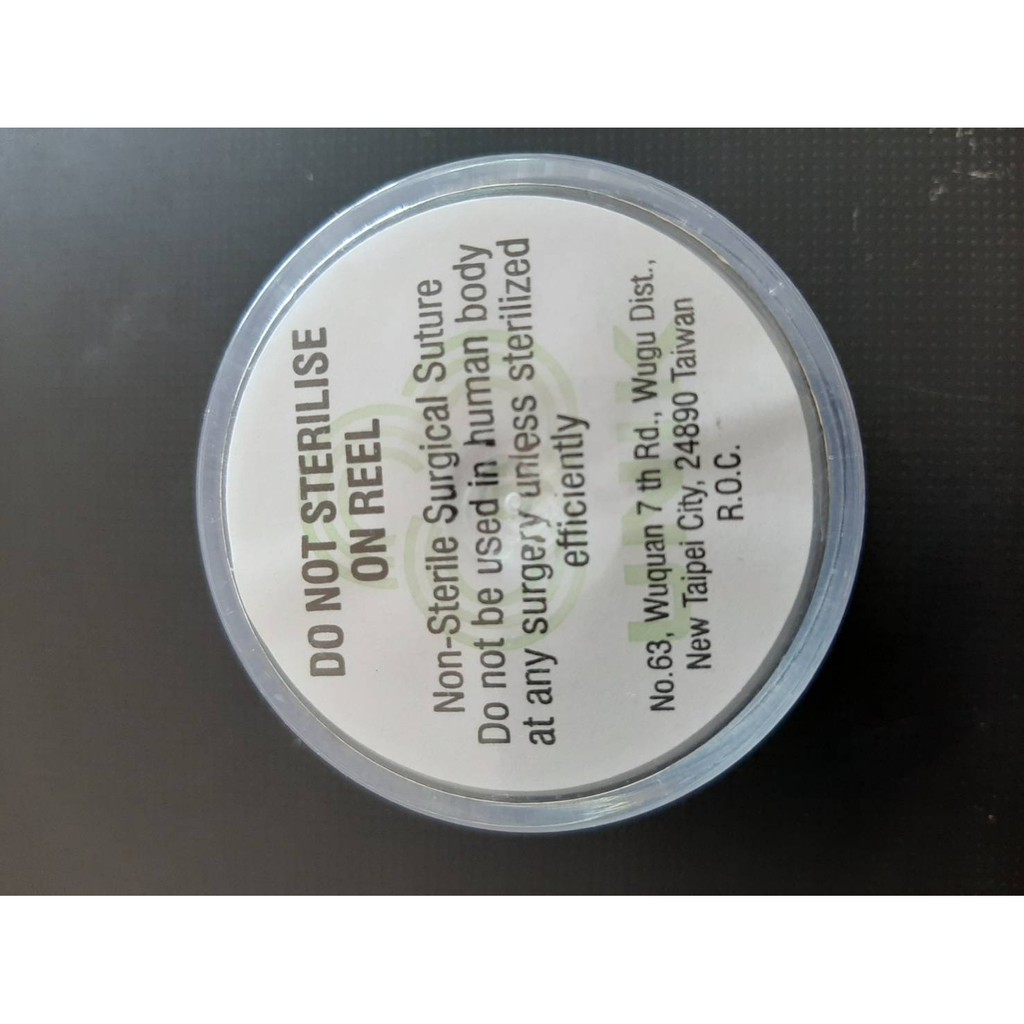 DO NOT STERILISE
ON REEL
Non-Sterile Surgical Suture
Do not be used in human body
at any surgery unless sterilized
efficiently
No.63, Wuquan 7 th Rd., Wugu Dist.,
New Taipei City, 24890 Taiwan
R.O.C.